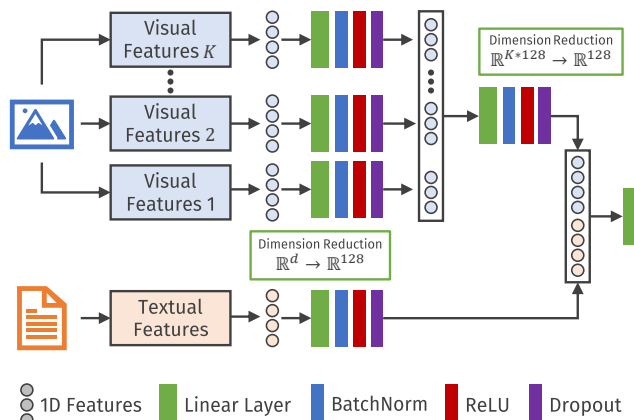 Visual
Features K
Visual
Features 2
Visual
Features 1
Dimension Reduction
ℝ^{K*128} → ℝ^{128}
Dimension Reduction
ℝ^d → ℝ^{128}
Textual
Features
1D Features
Linear Layer
BatchNorm
ReLU
Dropout